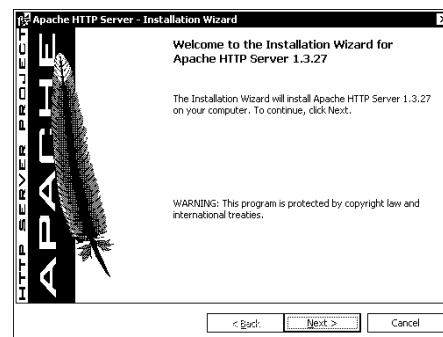 Apache HTTP Server - Installation Wizard
HTTP SERVER PROJECT
APACHE
Welcome to the Installation Wizard for
Apache HTTP Server 1.3.27
The Installation Wizard will install Apache HTTP Server 1.3.27
on your computer. To continue, click Next.
WARNING: This program is protected by copyright law and
international treaties.
< Back
Next >
Cancel